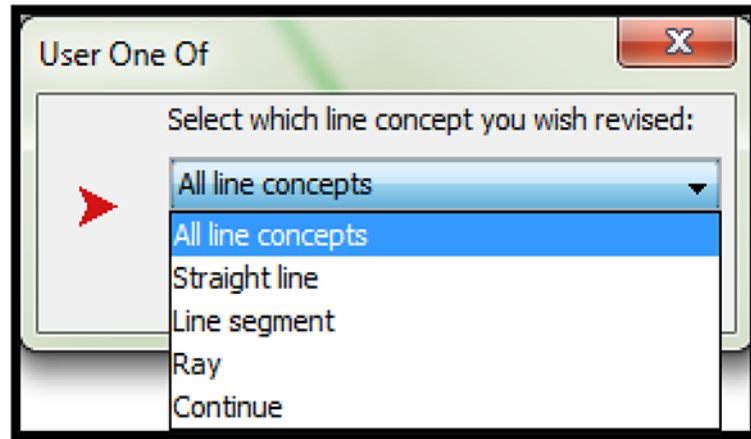 User One Of
Select which line concept you wish revised:
All line concepts
All line concepts
Straight line
Line segment
Ray
Continue